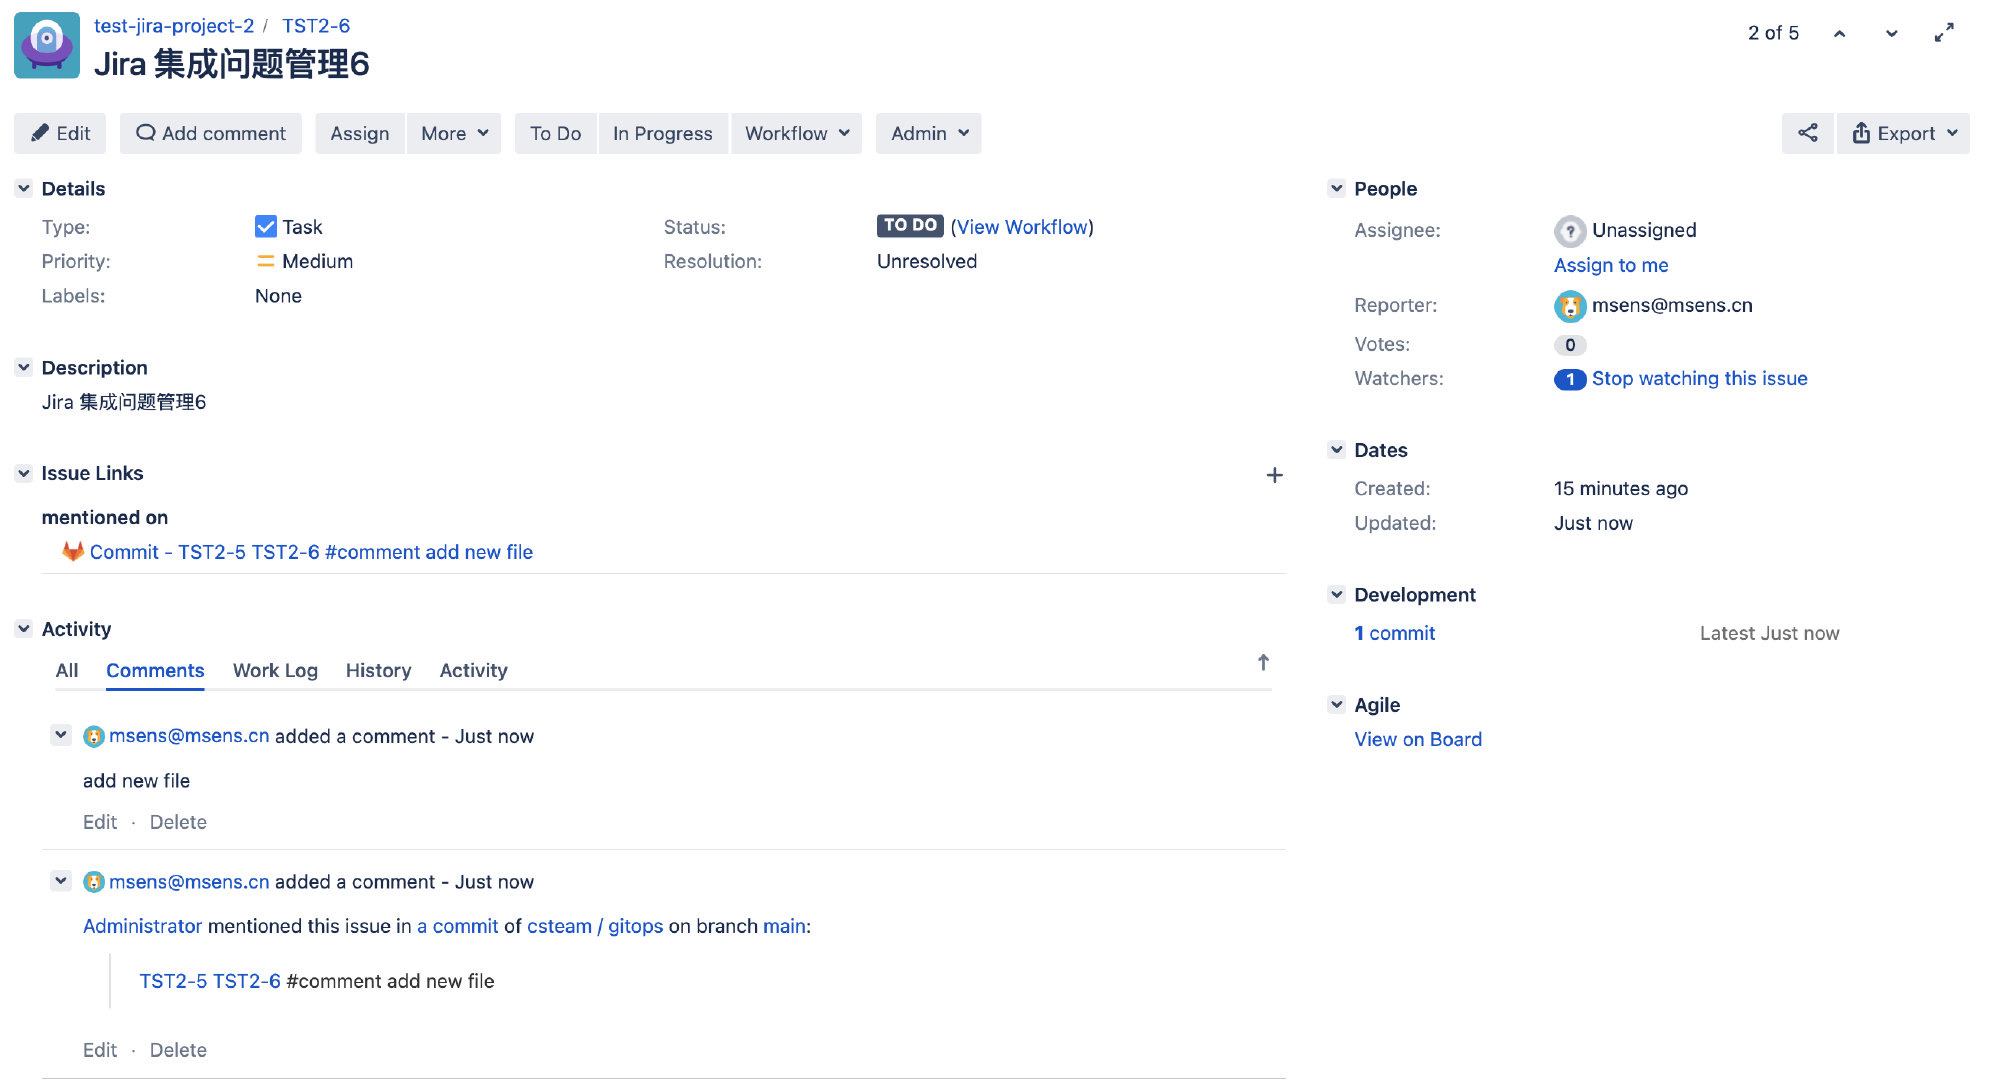 test-jira-project-2 / TST2-6
Jira 集成问题管理6
2 of 5
Edit
Add comment
Assign
More
To Do
In Progress
Workflow
Admin
Export
Details
Type: Task
Status: TO DO (View Workflow)
Priority: Medium
Resolution: Unresolved
Labels: None
Description
Jira 集成问题管理6
Issue Links
mentioned on
Commit - TST2-5 TST2-6 #comment add new file
Activity
All Comments Work Log History Activity
msens@msens.cn added a comment - Just now
add new file
Edit · Delete
msens@msens.cn added a comment - Just now
Administrator mentioned this issue in a commit of csteam / gitops on branch main:
TST2-5 TST2-6 #comment add new file
Edit · Delete
People
Assignee: ? Unassigned
Assign to me
Reporter: msens@msens.cn
Votes: 0
Watchers: 1 Stop watching this issue
Dates
Created: 15 minutes ago
Updated: Just now
Development
1 commit Latest Just now
Agile
View on Board